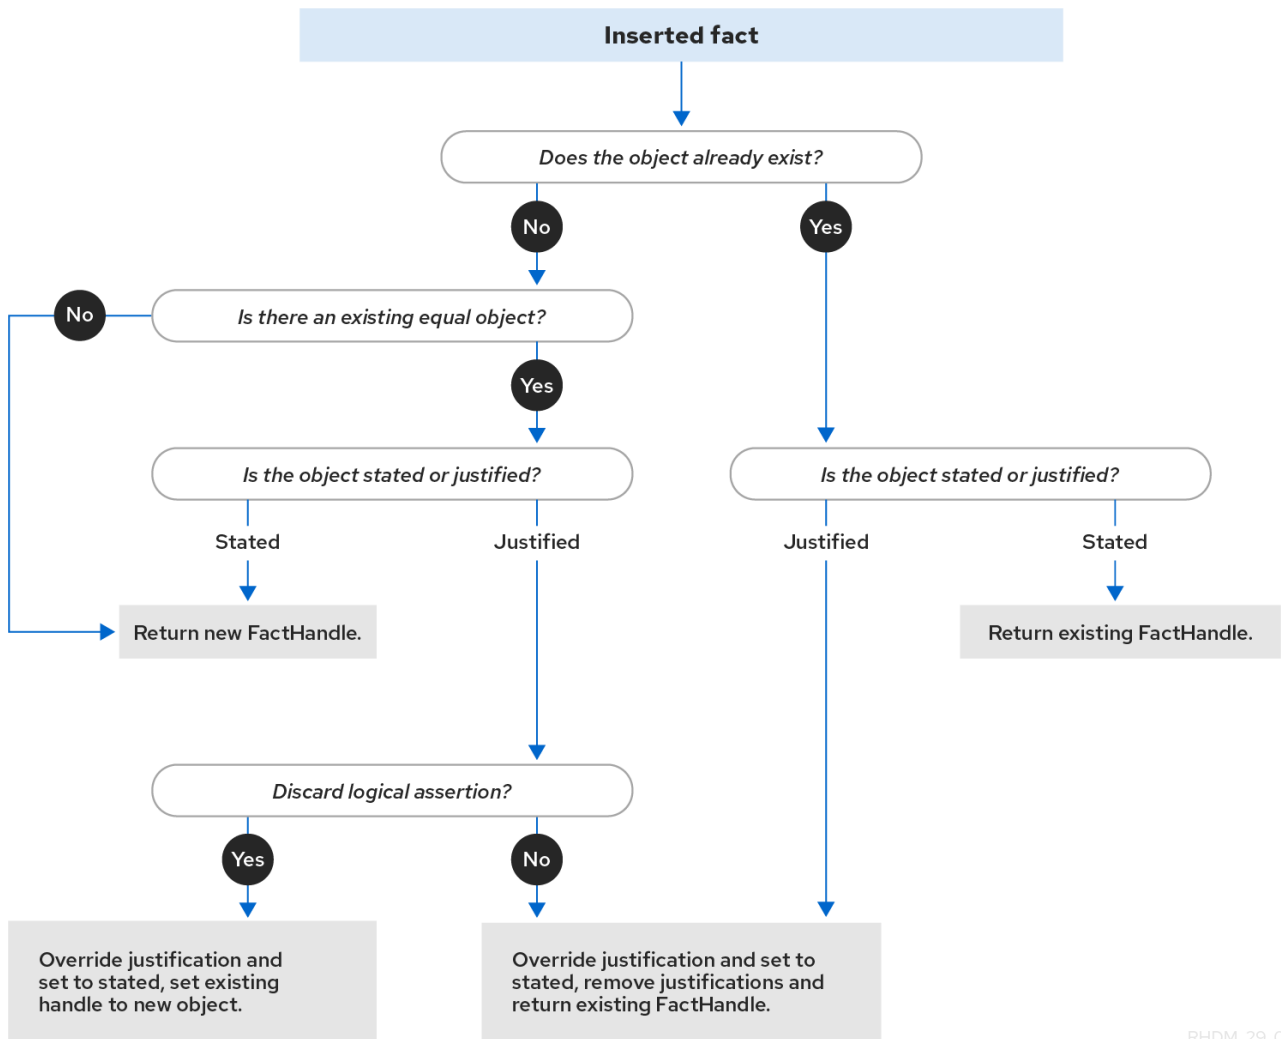 Inserted fact
Does the object already exist?
No
Yes
No
Is there an existing equal object?
Yes
Is the object stated or justified?
Is the object stated or justified?
Stated
Justified
Justified
Stated
Return new FactHandle.
Return existing FactHandle.
Discard logical assertion?
Yes
No
Override justification and
set to stated, set existing
handle to new object.
Override justification and set to
stated, remove justifications and
return existing FactHandle.
RHDM_29_